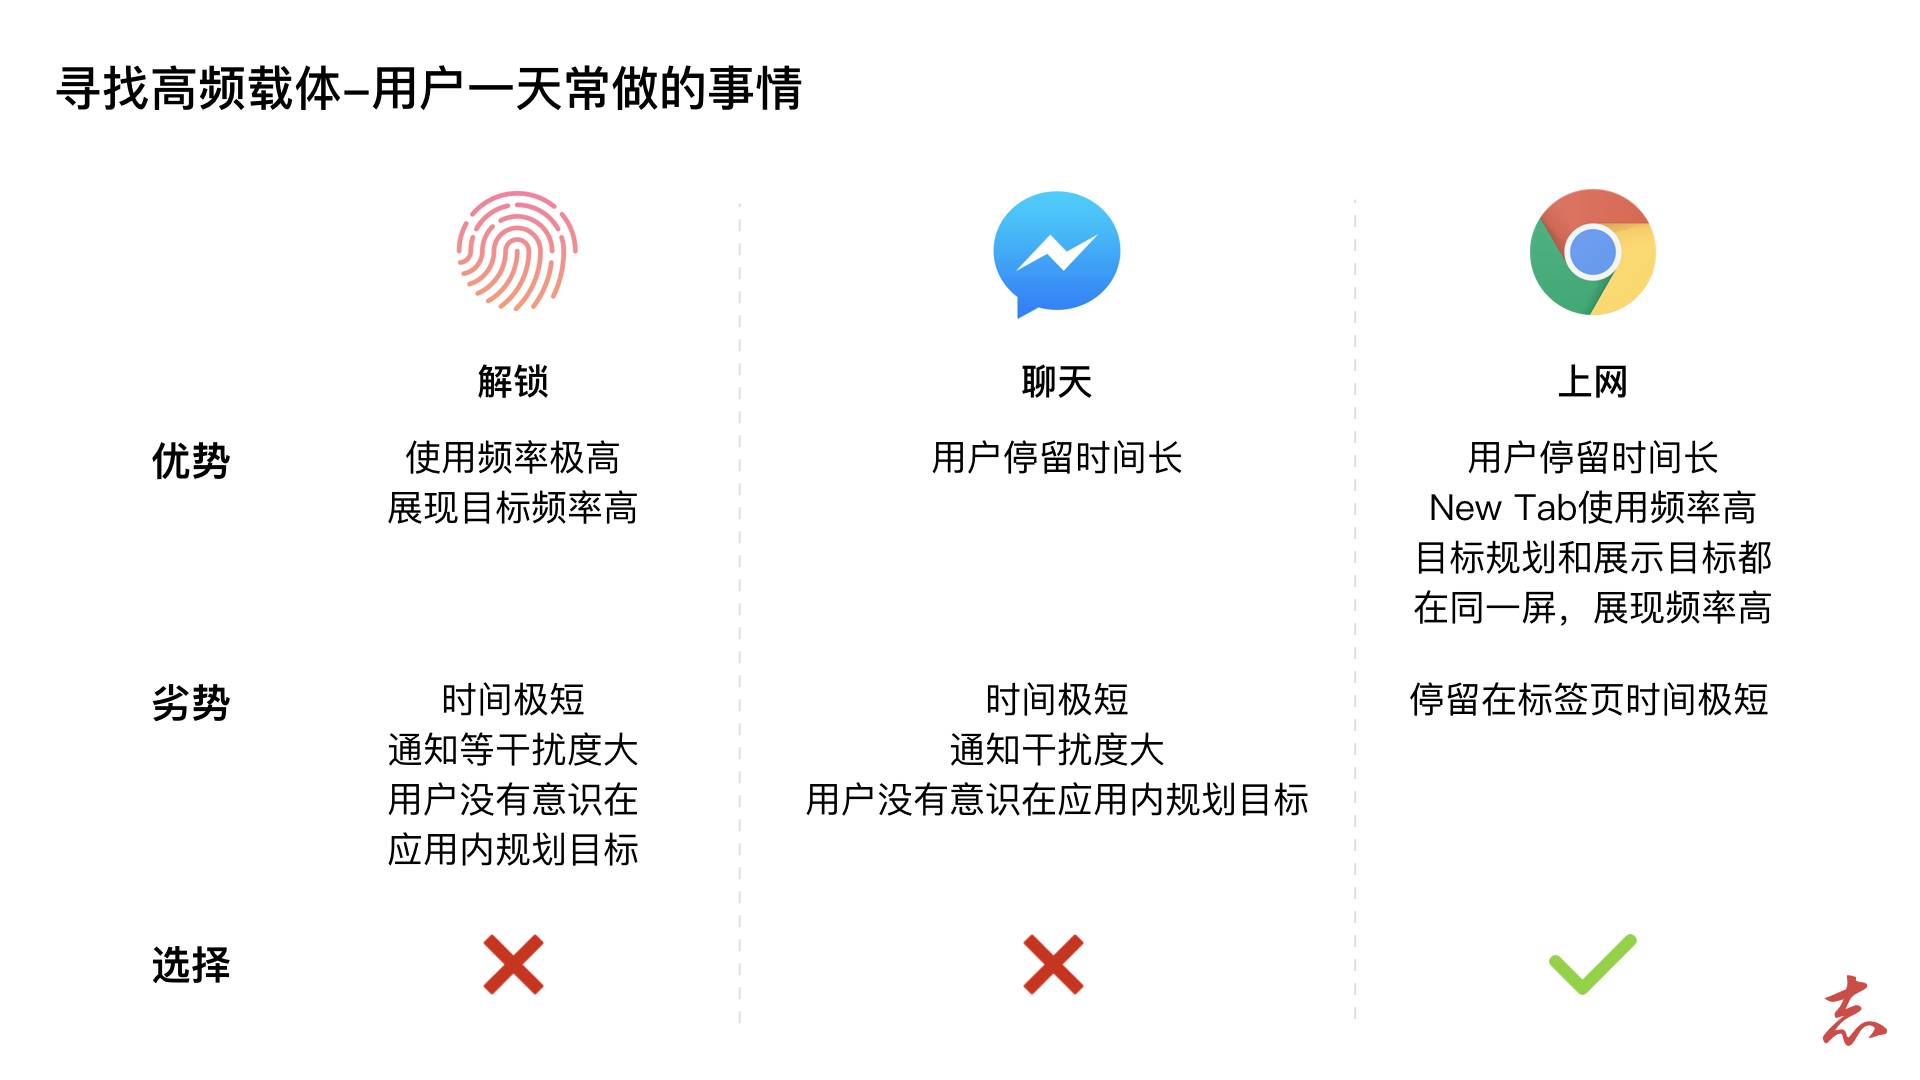 寻找高频载体–用户一天常做的事情
解锁
聊天
上网
优势
使用频率极高
展现目标频率高
用户停留时间长
用户停留时间长
New Tab使用频率高
目标规划和展示目标都
在同一屏，展现频率高
劣势
时间极短
通知等干扰度大
用户没有意识在
应用内规划目标
时间极短
通知干扰度大
用户没有意识在应用内规划目标
停留在标签页时间极短
选择
志